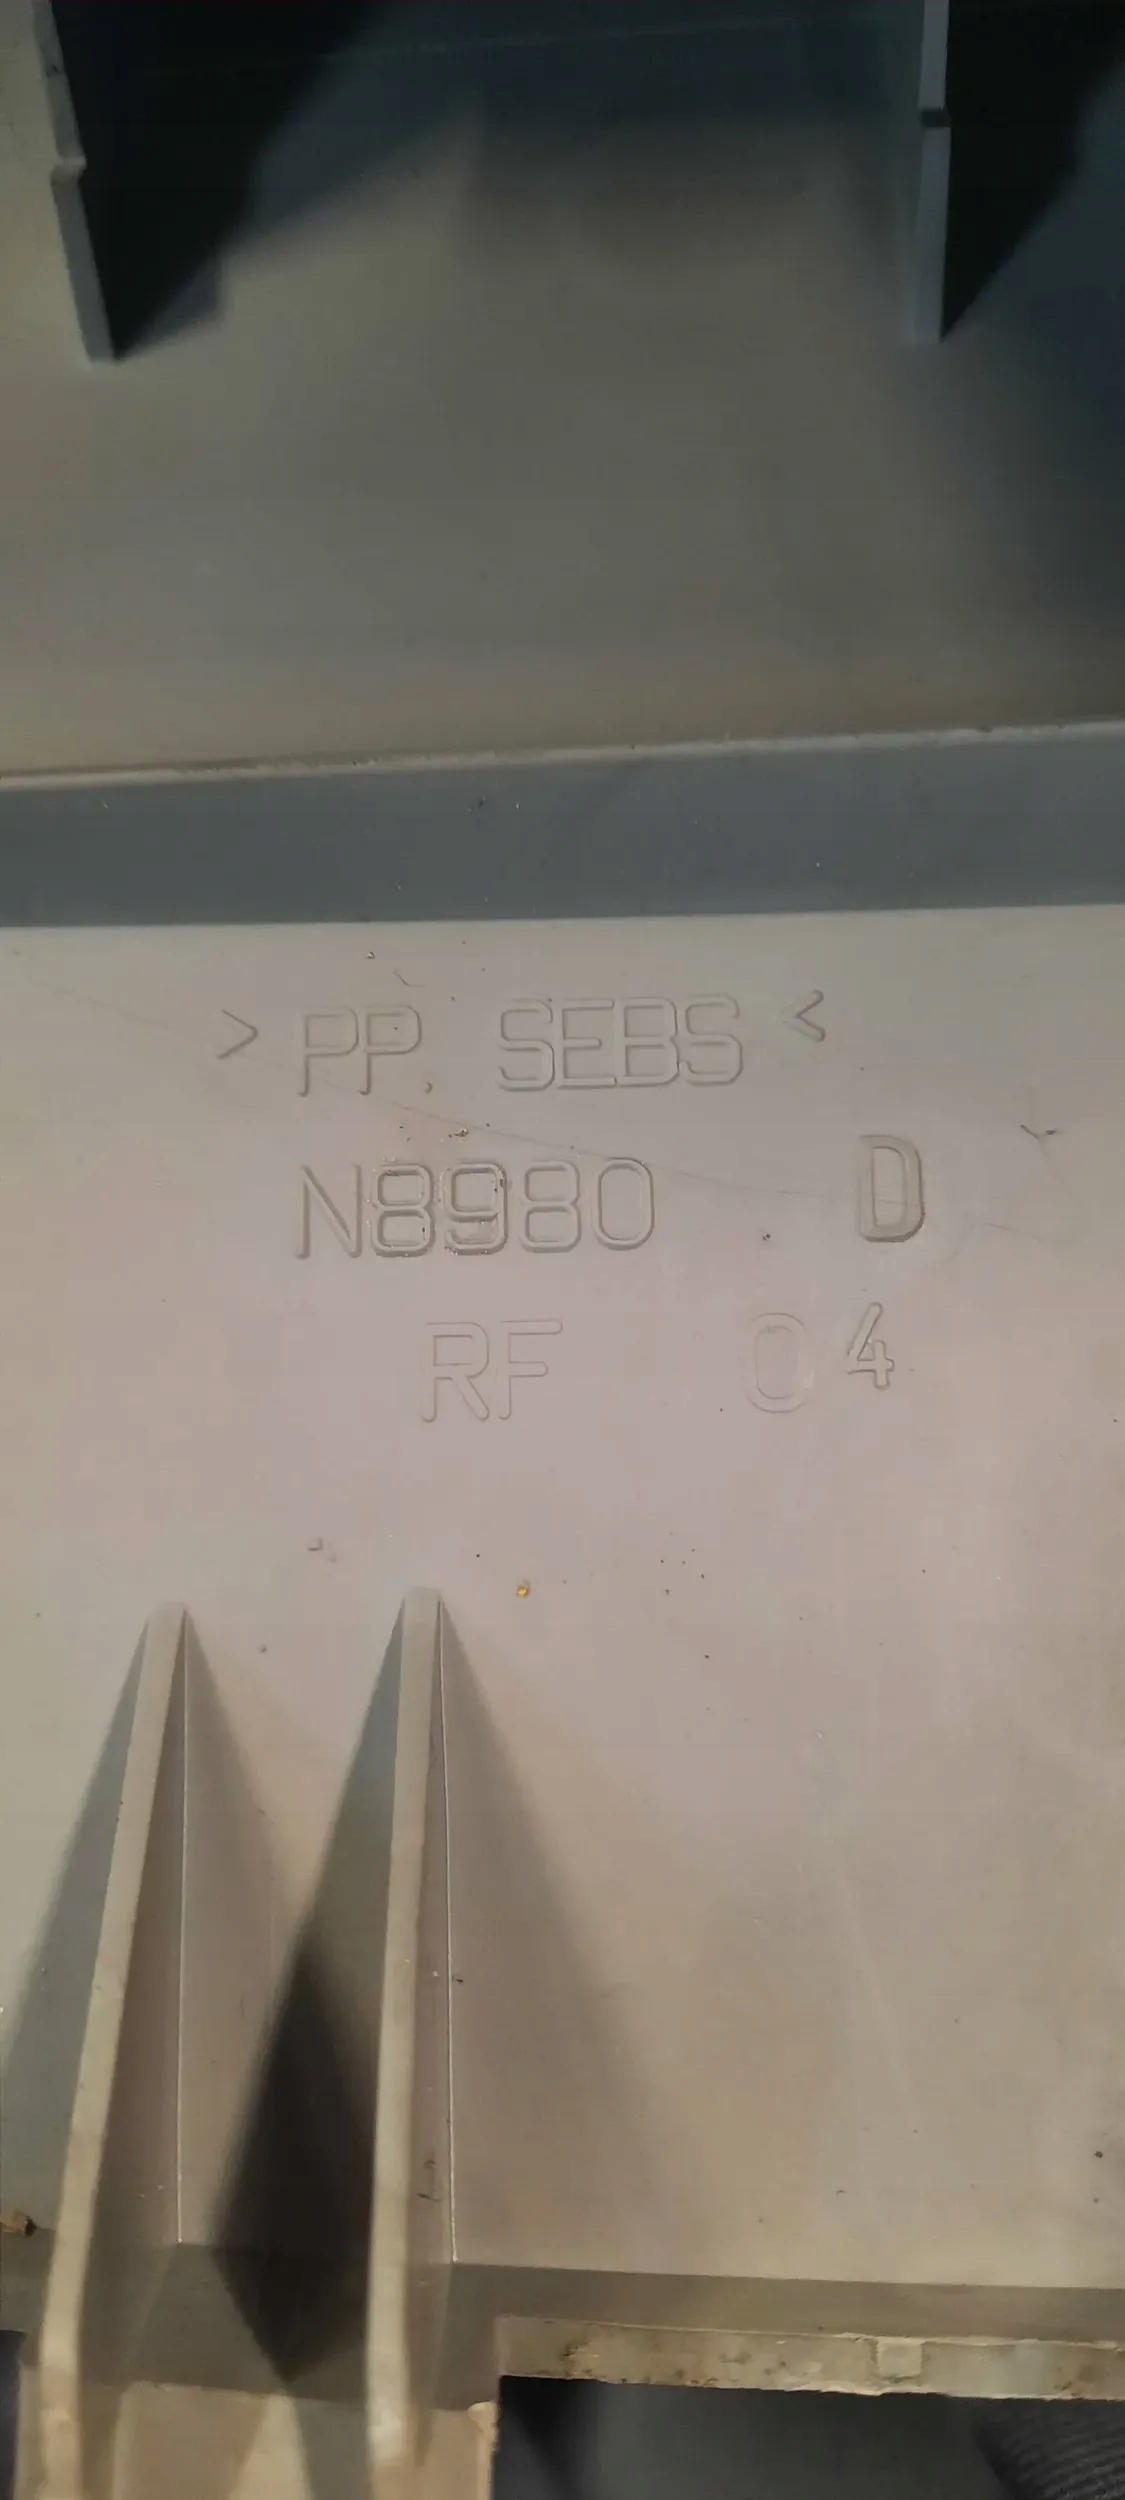 >PP. SEBS<
N8980 D
RF 04